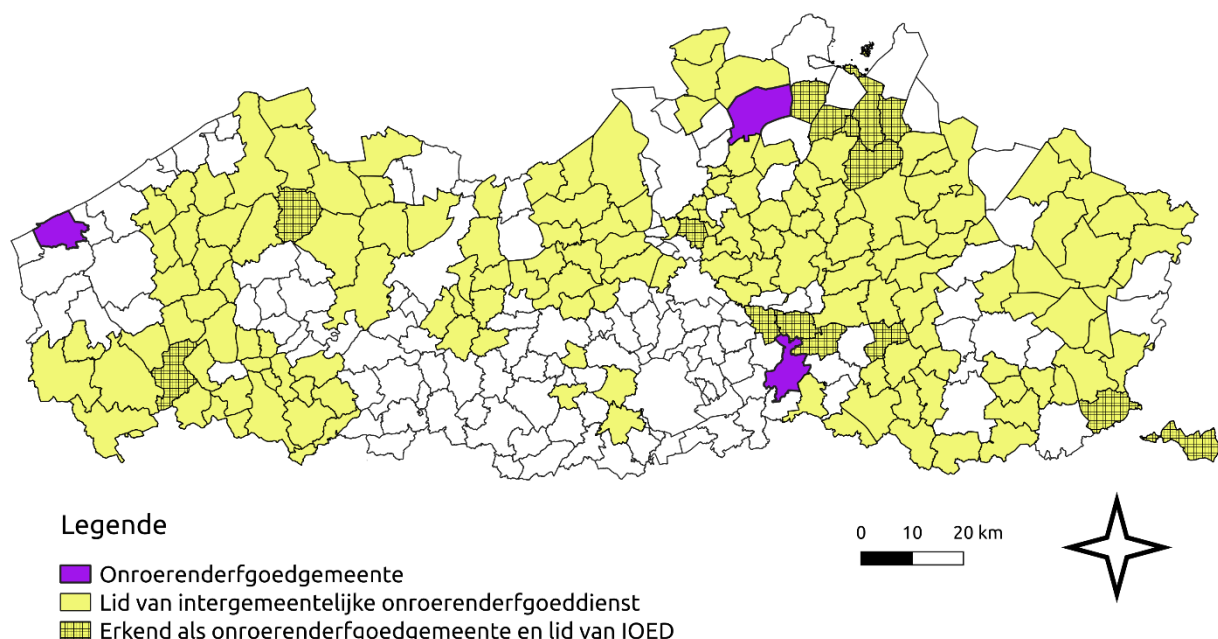 Legende
0 10 20 km
Onroerenderfgoedgemeente
Lid van intergemeentelijke onroerenderfgoeddienst
Erkend als onroerenderfgoedgemeente en lid van IOED